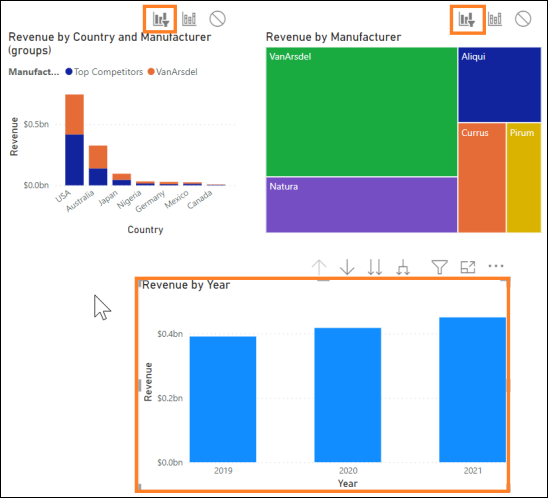 Revenue by Country and Manufacturer
(groups)
Manufact... Top Competitors VanArsdel
Revenue
$0.5bn
$0.0bn
USA
Australia
Japan
Nigeria
Germany
Mexico
Canada
Country
Revenue by Manufacturer
VanArsdel
Aliqui
Natura
Currus
Pirum
Revenue by Year
Revenue
$0.4bn
$0.2bn
$0.0bn
2019 2020 2021
Year